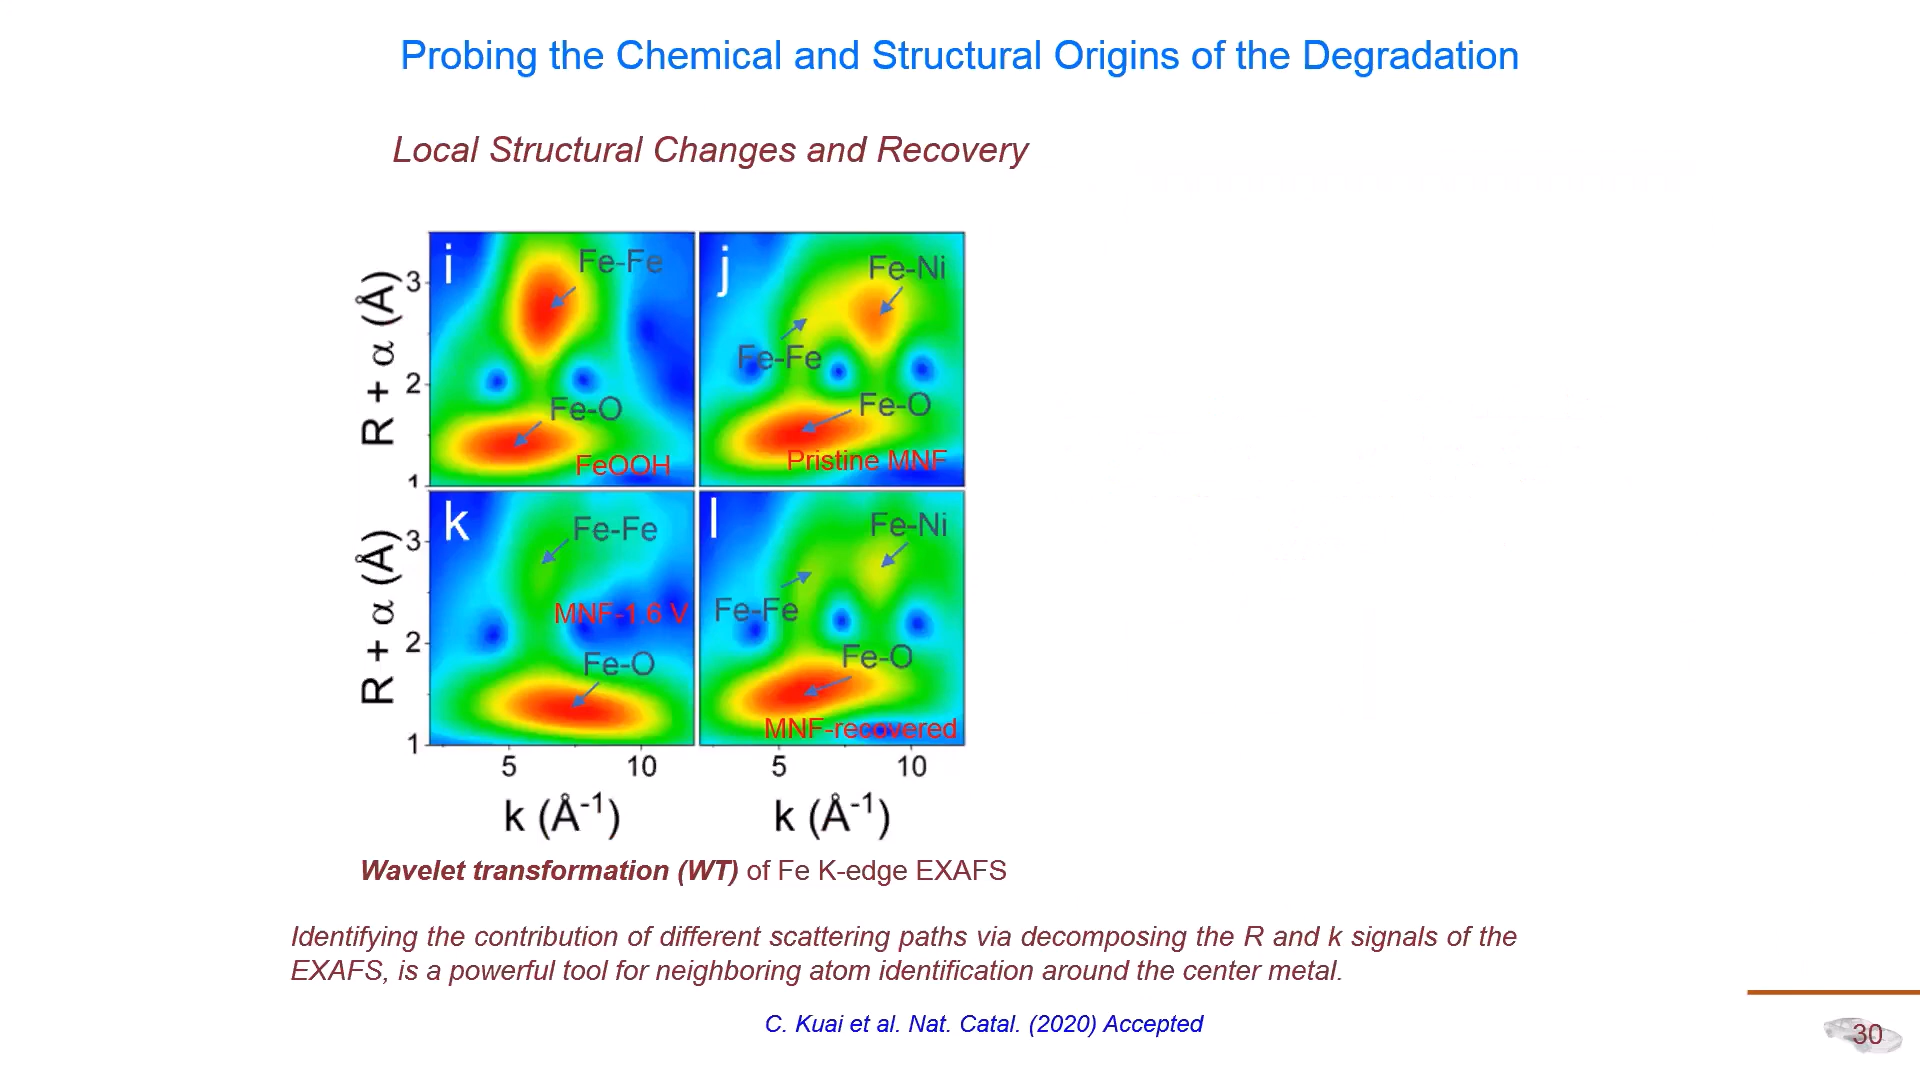 Probing the Chemical and Structural Origins of the Degradation
Local Structural Changes and Recovery
i
Fe-Fe
Fe-O
FeOOH
j
Fe-Ni
Fe-Fe
Fe-O
Pristine MNF
R + α (Å)
3
2
1
k
Fe-Fe
MNF-1.6 V
Fe-O
l
Fe-Ni
Fe-Fe
Fe-O
MNF-recovered
R + α (Å)
3
2
1
5 10 5 10
k (Å⁻¹) k (Å⁻¹)
Wavelet transformation (WT) of Fe K-edge EXAFS
Identifying the contribution of different scattering paths via decomposing the R and k signals of the
EXAFS, is a powerful tool for neighboring atom identification around the center metal.
C. Kuai et al. Nat. Catal. (2020) Accepted
30